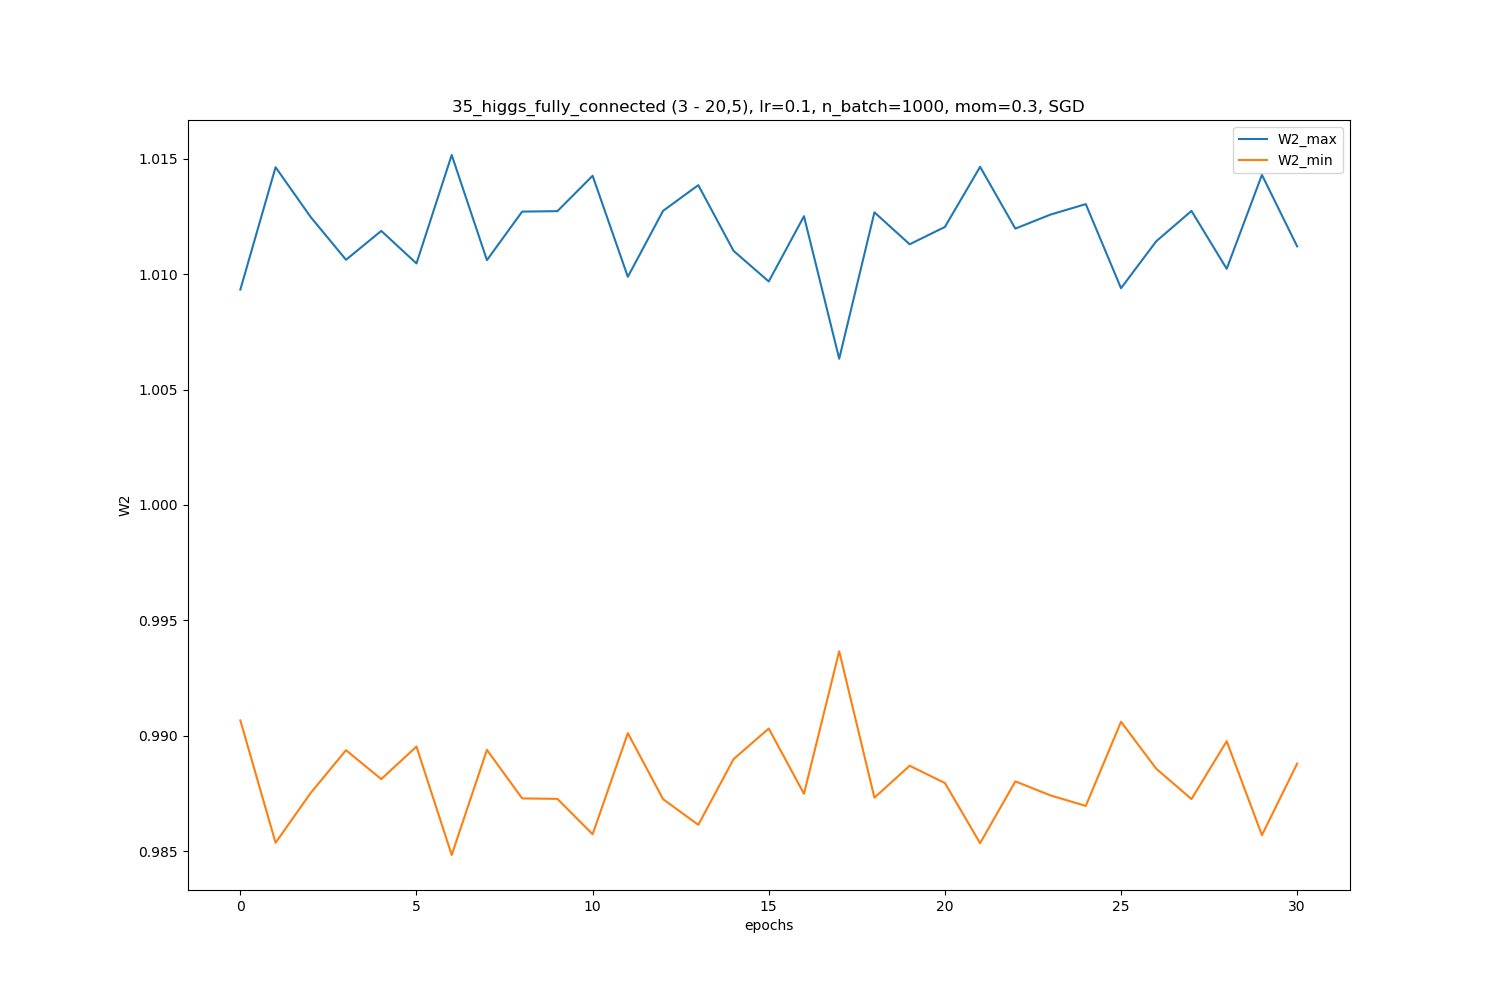 35_higgs_fully_connected (3 - 20,5), lr=0.1, n_batch=1000, mom=0.3, SGD
W2_max
W2_min
1.015
1.010
1.005
1.000
0.995
0.990
0.985
W2
0 5 10 15 20 25 30
epochs